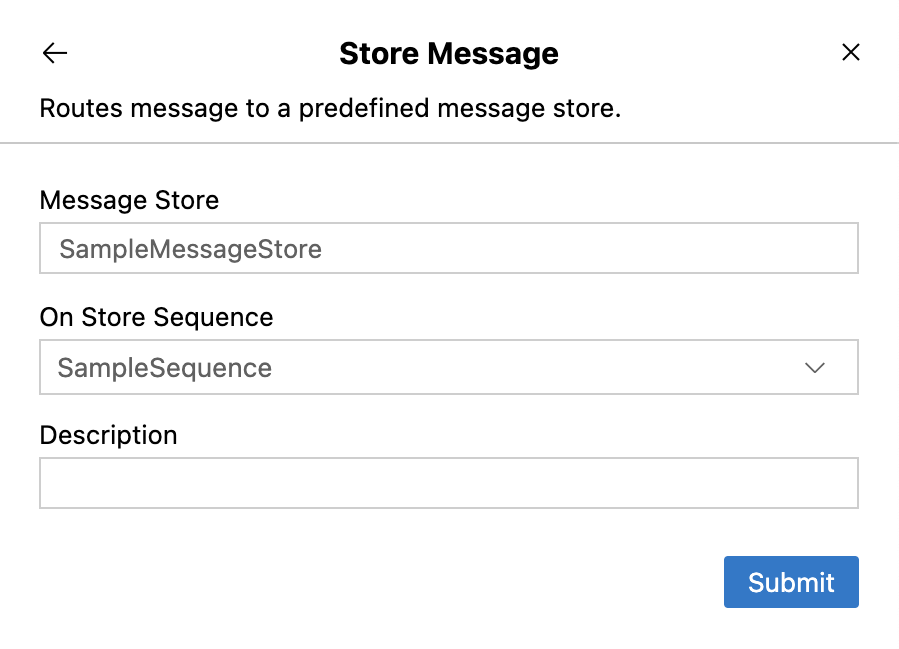 Store Message
Routes message to a predefined message store.
Message Store
SampleMessageStore
On Store Sequence
SampleSequence
Description
Submit